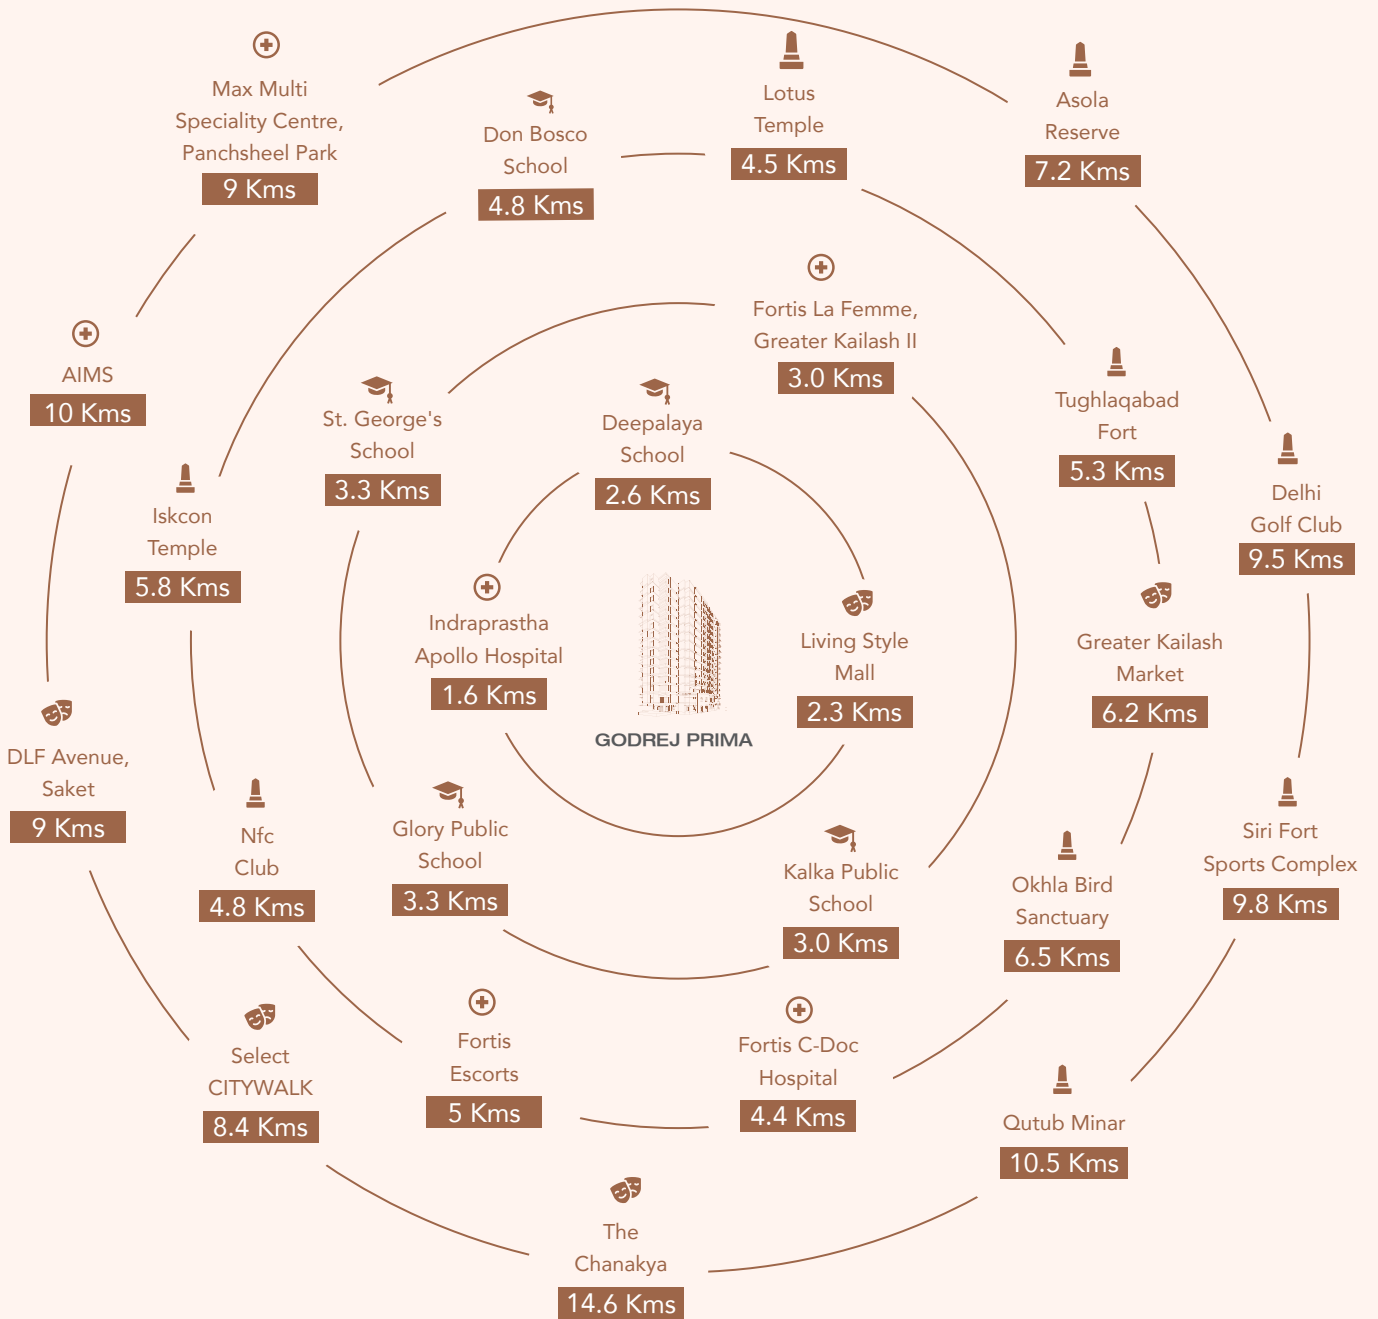 Max Multi
Speciality Centre,
Panchsheel Park
9 Kms
Don Bosco
School
4.8 Kms
Lotus
Temple
4.5 Kms
Asola
Reserve
7.2 Kms
AIMS
10 Kms
St. George's
School
3.3 Kms
Deepalaya
School
2.6 Kms
Fortis La Femme,
Greater Kailash II
3.0 Kms
Tughlaqabad
Fort
5.3 Kms
Delhi
Golf Club
9.5 Kms
Iskcon
Temple
5.8 Kms
Indraprastha
Apollo Hospital
1.6 Kms
GODREJ PRIMA
Living Style
Mall
2.3 Kms
Greater Kailash
Market
6.2 Kms
DLF Avenue,
Saket
9 Kms
Nfc
Club
4.8 Kms
Glory Public
School
3.3 Kms
Kalka Public
School
3.0 Kms
Okhla Bird
Sanctuary
6.5 Kms
Siri Fort
Sports Complex
9.8 Kms
Select
CITYWALK
8.4 Kms
Fortis
Escorts
5 Kms
Fortis C-Doc
Hospital
4.4 Kms
Qutub Minar
10.5 Kms
The
Chanakya
14.6 Kms